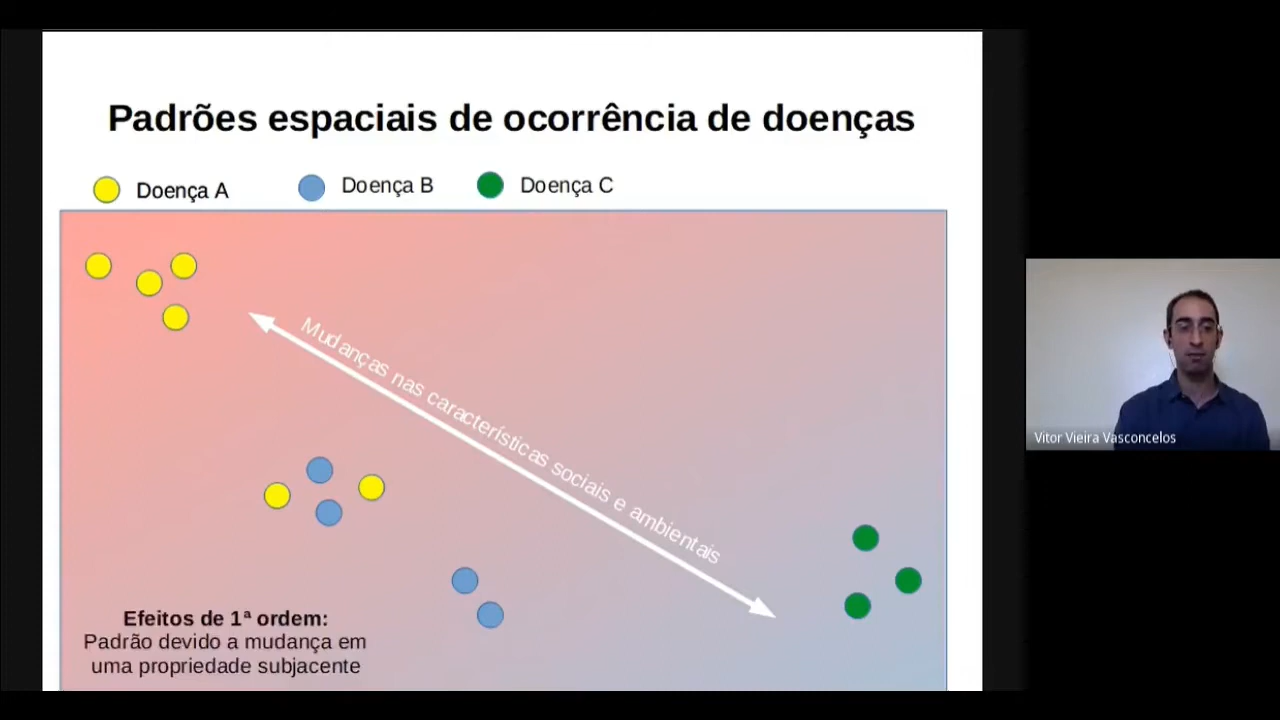 Padrões espaciais de ocorrência de doenças
Doença A
Doença B
Doença C
Mudanças nas características sociais e ambientais
Efeitos de 1ª ordem:
Padrão devido a mudança em
uma propriedade subjacente
Vitor Vieira Vasconcelos